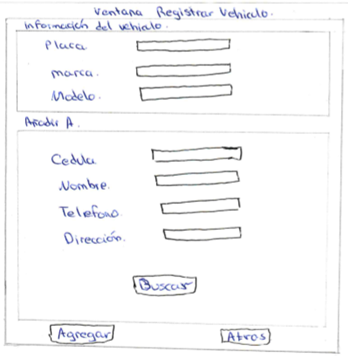 Ventana Registrar Vehiculo.
información del vehiculo.
Placa
marca.
Modelo.
Añadir A.
Cedula.
Nombre.
Telefono.
Dirección.
Buscar
Agregar
Atras